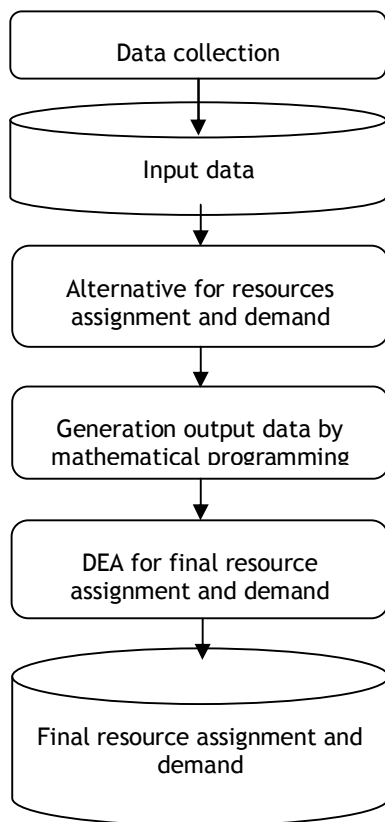 Data collection
Input data
Alternative for resources
assignment and demand
Generation output data by
mathematical programming
DEA for final resource
assignment and demand
Final resource assignment and
demand